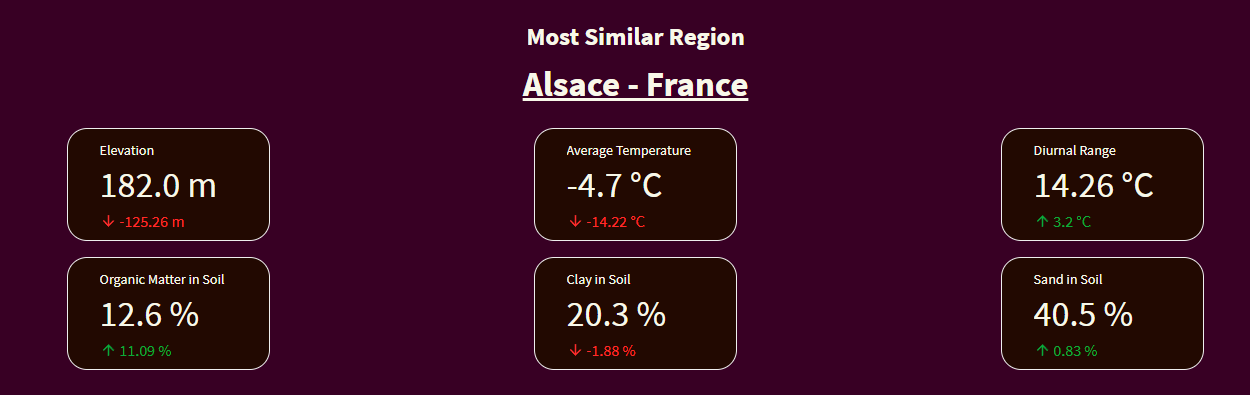 Most Similar Region
Alsace - France
Elevation
182.0 m
↓ -125.26 m
Average Temperature
-4.7 °C
↓ -14.22 °C
Diurnal Range
14.26 °C
↑ 3.2 °C
Organic Matter in Soil
12.6 %
↑ 11.09 %
Clay in Soil
20.3 %
↓ -1.88 %
Sand in Soil
40.5 %
↑ 0.83 %